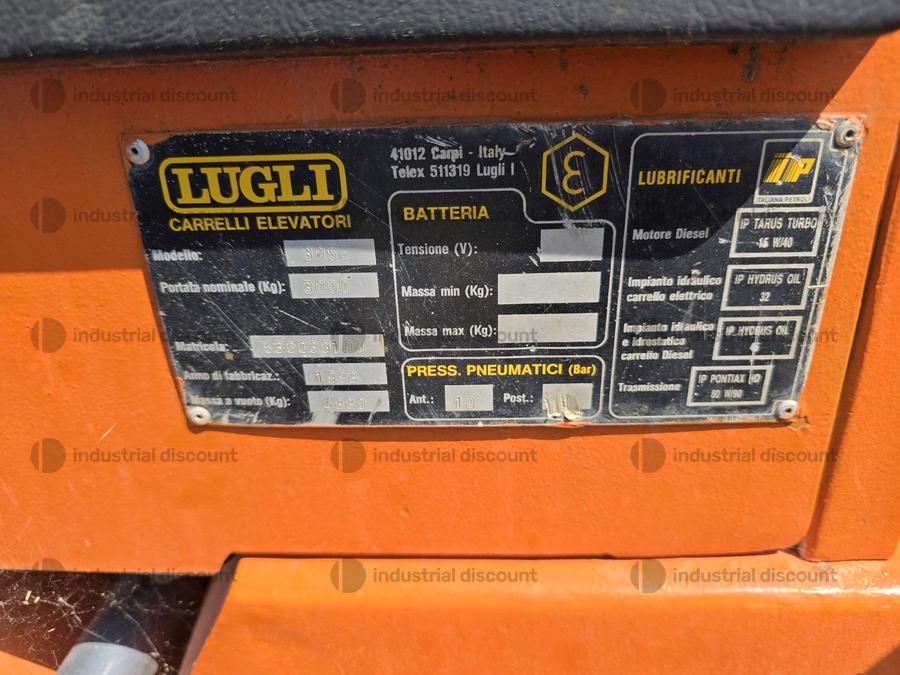 LUGLI
CARRELLI ELEVATORI
41012 Carpi - Italy
Telex 511319 Lugli I
ε
Modello:
Portata nominale (Kg):
Matricola:
Anno di fabbricaz.:
Massa a vuoto (Kg):
BATTERIA
Tensione (V):
Massa min (Kg):
Massa max (Kg):
PRESS. PNEUMATICI (Bar)
Ant.: 10 Post.:
LUBRIFICANTI
IP
ITALIANA PETROLI
Motore Diesel
IP TARUS TURBO
15 W/40
Impianto idraulico
carrello elettrico
IP HYDRUS OIL
32
Impianto idraulico
e idrostatico
carrello Diesel
IP HYDRUS OIL
Trasmissione
IP PONTIAX HD
80 W/90
industrial discount